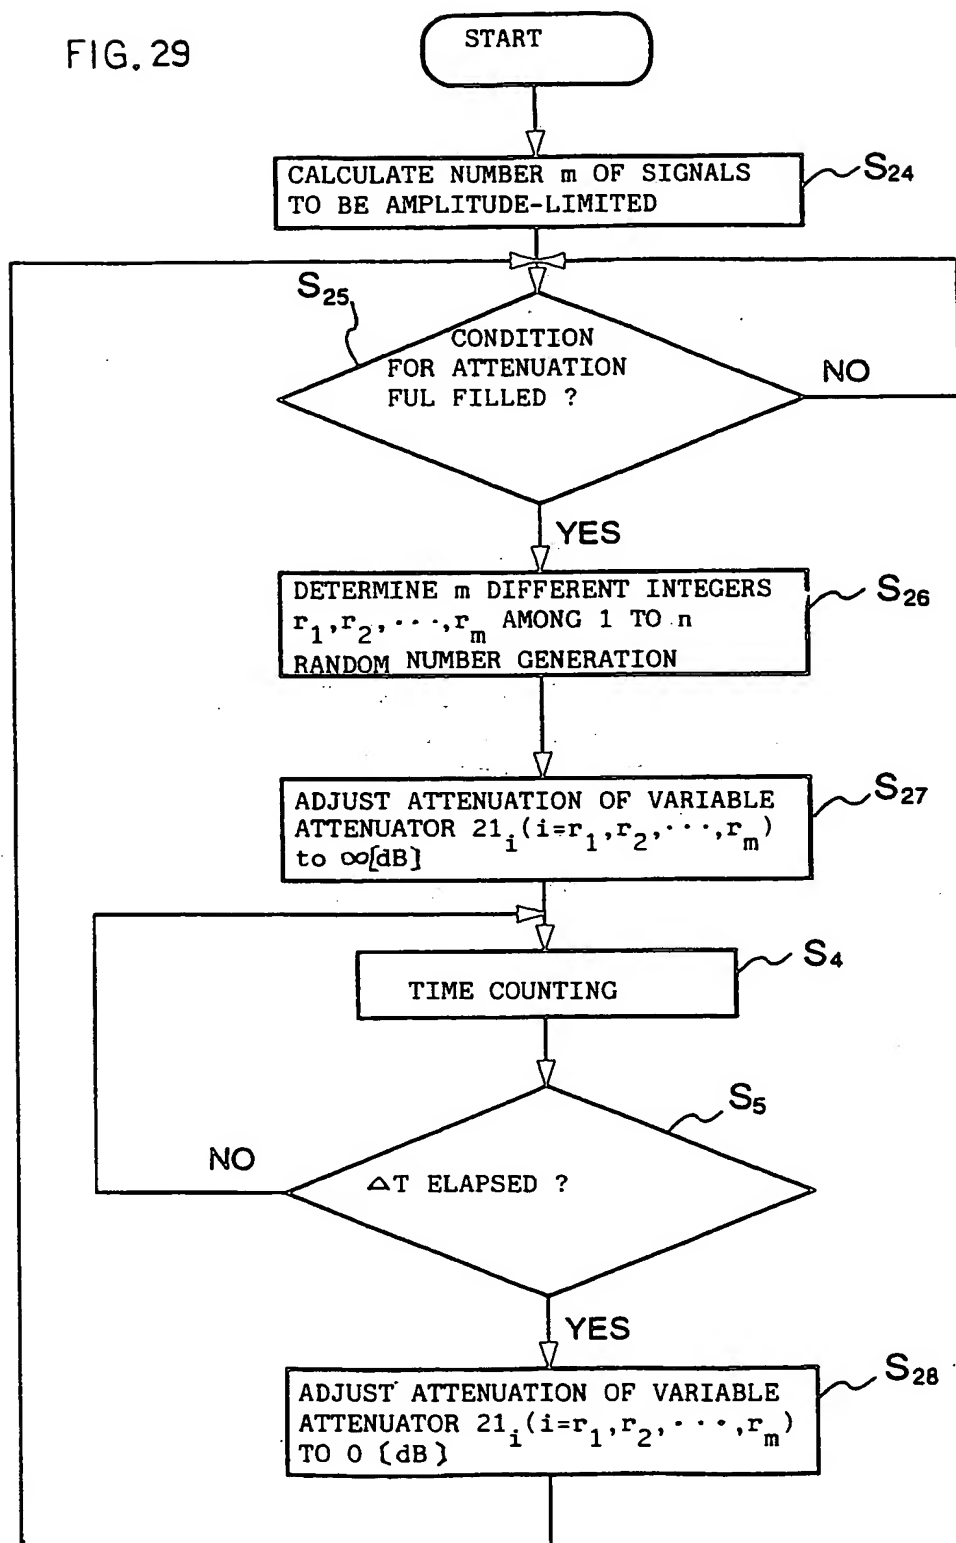 FIG. 29
START
CALCULATE NUMBER m OF SIGNALS
TO BE AMPLITUDE-LIMITED
S24
S25
CONDITION
FOR ATTENUATION
FUL FILLED ?
NO
YES
DETERMINE m DIFFERENT INTEGERS
r1,r2,···,rm AMONG 1 TO n
RANDOM NUMBER GENERATION
S26
ADJUST ATTENUATION OF VARIABLE
ATTENUATOR 21i(i=r1,r2,···,rm)
to ∞[dB]
S27
TIME COUNTING
S4
S5
NO
△T ELAPSED ?
YES
ADJUST ATTENUATION OF VARIABLE
ATTENUATOR 21i(i=r1,r2,···,rm)
TO 0 [dB]
S28